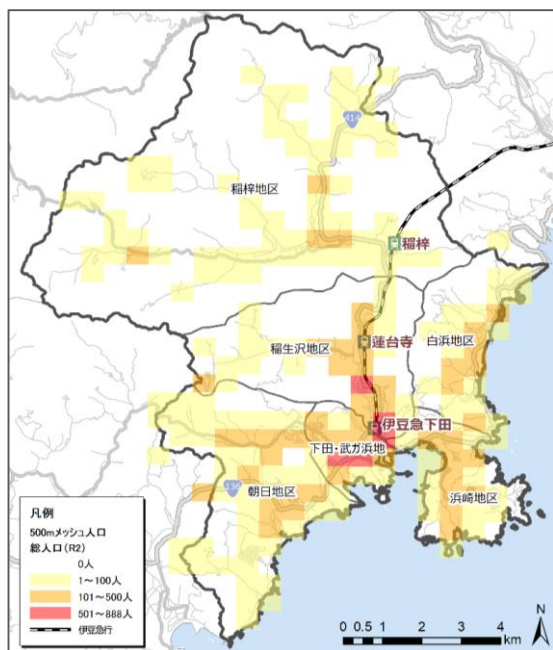 414
稲梓地区
稲梓
蓮台寺
白浜地区
稲生沢地区
伊豆急下田
下田・武ガ浜地
朝日地区
136
浜崎地区
凡例
500mメッシュ人口
総人口(R2)
0人
1~100人
101~500人
501~888人
伊豆急行
0 0.5 1 2 3 4 km
N